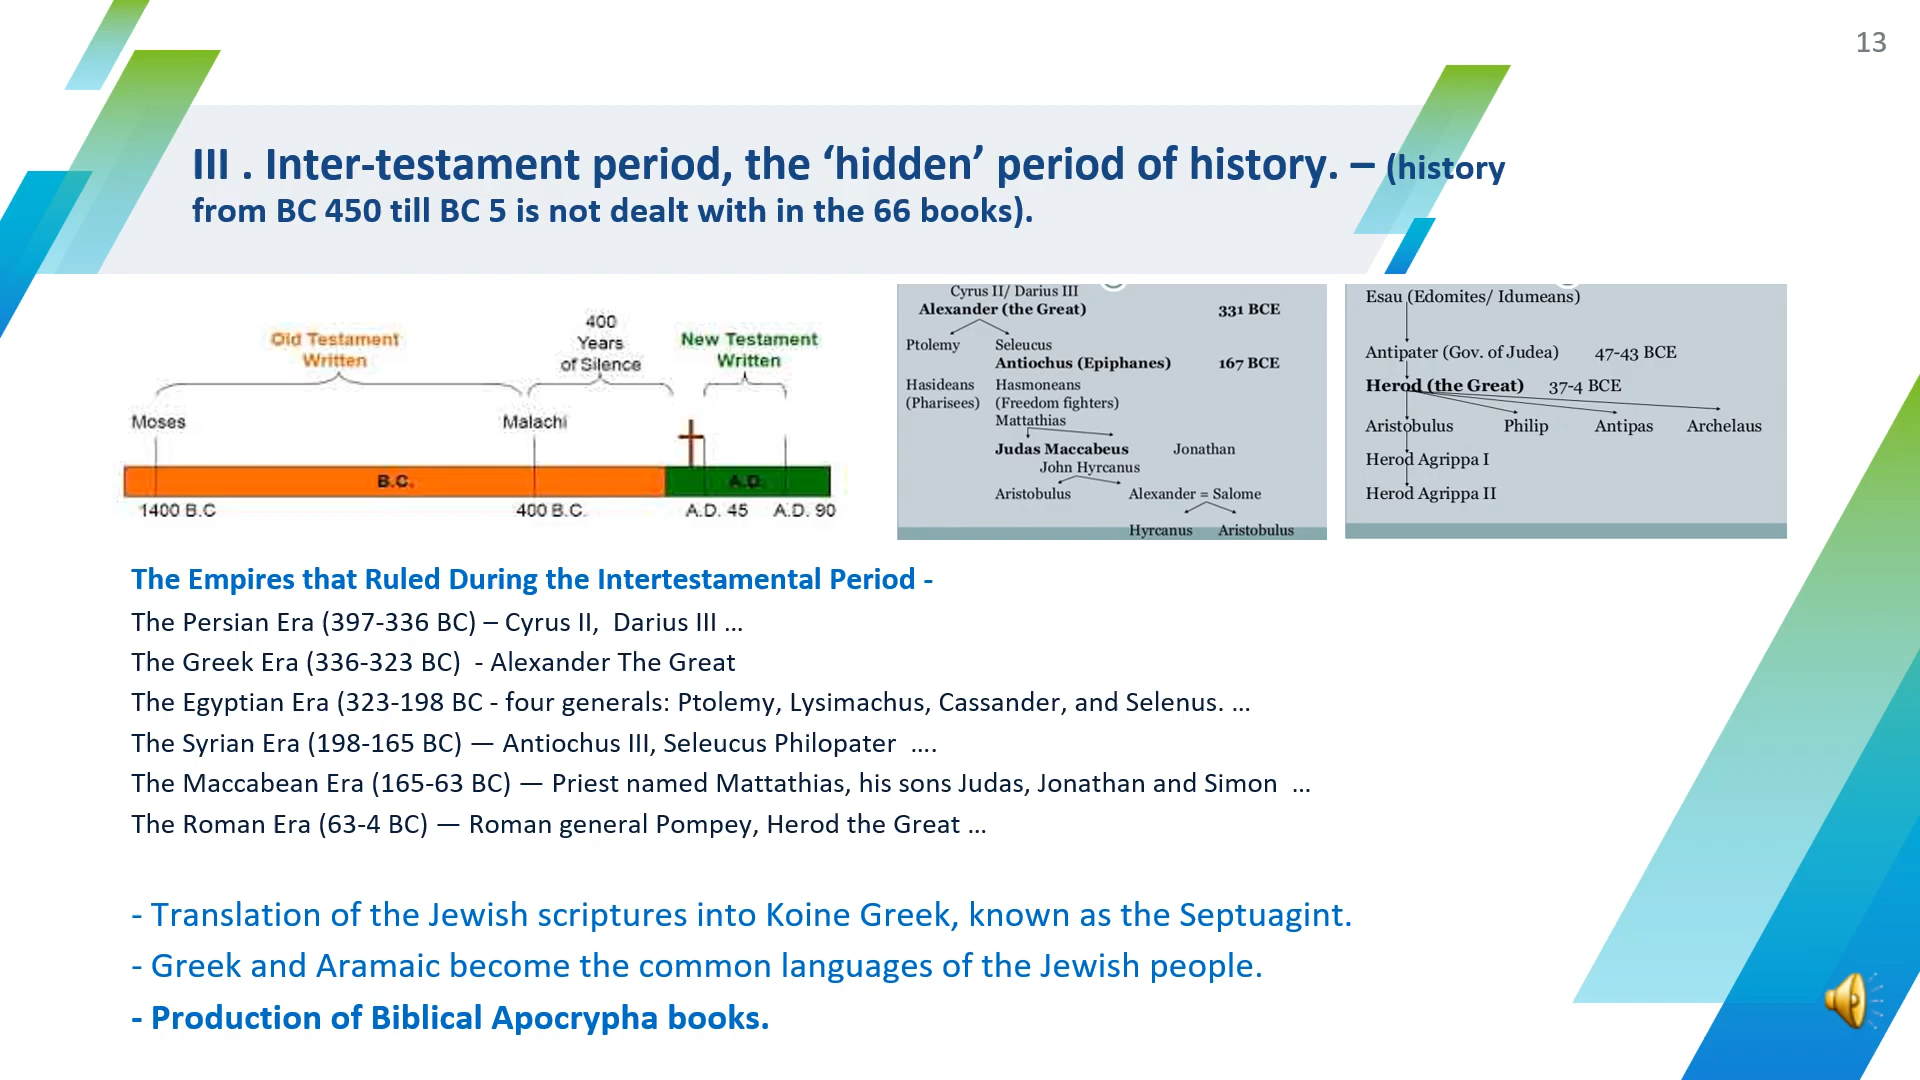 13
III . Inter-testament period, the ‘hidden’ period of history. – (history
from BC 450 till BC 5 is not dealt with in the 66 books).
Old Testament
Written
400
Years
of Silence
New Testament
Written
Moses
Malachi
B.C.
A.D.
1400 B.C
400 B.C.
A.D. 45
A.D. 90
Cyrus II/ Darius III
Alexander (the Great) 331 BCE
Ptolemy Seleucus
Antiochus (Epiphanes) 167 BCE
Hasideans Hasmoneans
(Pharisees) (Freedom fighters)
Mattathias
Judas Maccabeus Jonathan
John Hyrcanus
Aristobulus Alexander = Salome
Hyrcanus Aristobulus
Esau (Edomites/ Idumeans)
Antipater (Gov. of Judea) 47-43 BCE
Herod (the Great) 37-4 BCE
Aristobulus Philip Antipas Archelaus
Herod Agrippa I
Herod Agrippa II
The Empires that Ruled During the Intertestamental Period -
The Persian Era (397-336 BC) – Cyrus II, Darius III ...
The Greek Era (336-323 BC) - Alexander The Great
The Egyptian Era (323-198 BC - four generals: Ptolemy, Lysimachus, Cassander, and Selenus. ...
The Syrian Era (198-165 BC) — Antiochus III, Seleucus Philopater ....
The Maccabean Era (165-63 BC) — Priest named Mattathias, his sons Judas, Jonathan and Simon ...
The Roman Era (63-4 BC) — Roman general Pompey, Herod the Great ...
- Translation of the Jewish scriptures into Koine Greek, known as the Septuagint.
- Greek and Aramaic become the common languages of the Jewish people.
- Production of Biblical Apocrypha books.